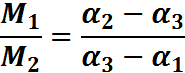 M₁/M₂ = (α₂ − α₃)/(α₃ − α₁)